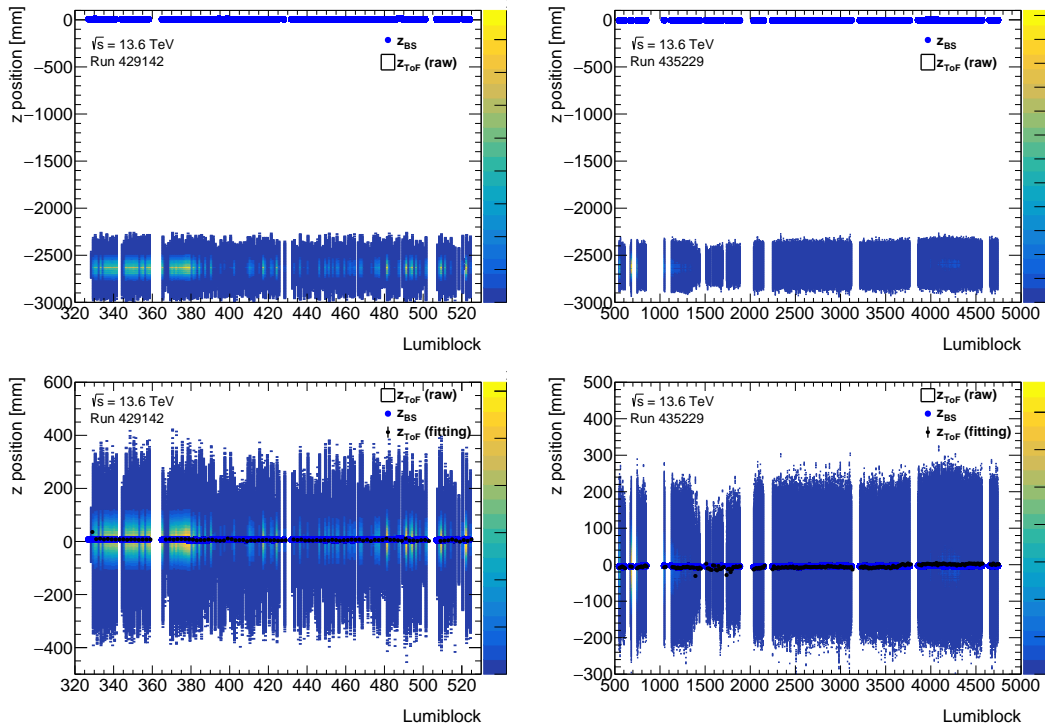 z position [mm]
0
−500
−1000
−1500
−2000
−2500
−3000
√s = 13.6 TeV
Run 429142
z_BS
z_ToF (raw)
320 340 360 380 400 420 440 460 480 500 520
Lumiblock
z position [mm]
0
−500
−1000
−1500
−2000
−2500
−3000
√s = 13.6 TeV
Run 435229
z_BS
z_ToF (raw)
500 1000 1500 2000 2500 3000 3500 4000 4500 5000
Lumiblock
z position [mm]
600
400
200
0
−200
−400
√s = 13.6 TeV
Run 429142
z_ToF (raw)
z_BS
z_ToF (fitting)
320 340 360 380 400 420 440 460 480 500 520
Lumiblock
z position [mm]
500
400
300
200
100
0
−100
−200
−300
√s = 13.6 TeV
Run 435229
z_ToF (raw)
z_BS
z_ToF (fitting)
500 1000 1500 2000 2500 3000 3500 4000 4500 5000
Lumiblock